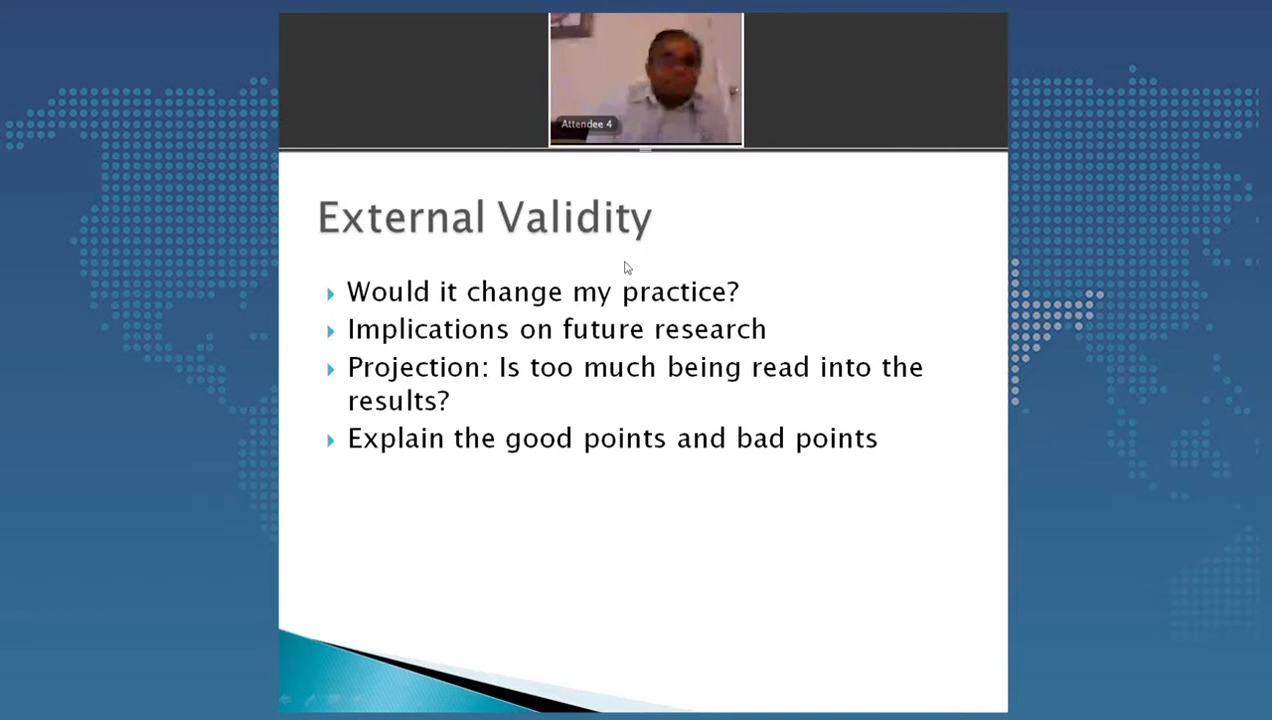 Attendee 4
External Validity
Would it change my practice?
Implications on future research
Projection: Is too much being read into the
results?
Explain the good points and bad points